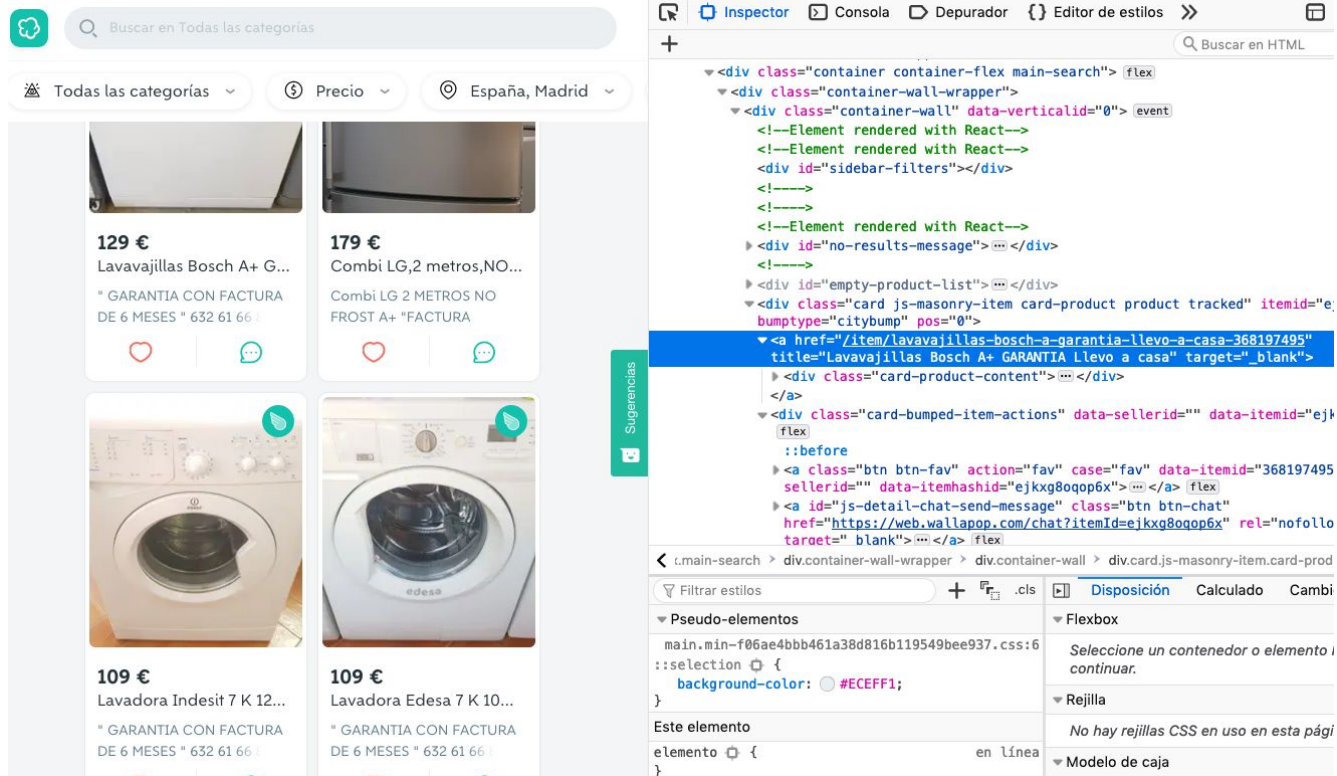 Buscar en Todas las categorías
Todas las categorías
Precio
España, Madrid
129 €
Lavavajillas Bosch A+ G...
" GARANTIA CON FACTURA
DE 6 MESES " 632 61 66
179 €
Combi LG,2 metros,NO...
Combi LG 2 METROS NO
FROST A+ "FACTURA
Sugerencias
edesa
109 €
Lavadora Indesit 7 K 12...
" GARANTIA CON FACTURA
DE 6 MESES " 632 61 66
109 €
Lavadora Edesa 7 K 10...
" GARANTIA CON FACTURA
DE 6 MESES " 632 61 66
Inspector
Consola
Depurador
{} Editor de estilos
Buscar en HTML
<div class="container container-flex main-search"> flex
<div class="container-wall-wrapper">
<div class="container-wall" data-verticalid="0"> event
<!--Element rendered with React-->
<!--Element rendered with React-->
<div id="sidebar-filters"></div>
<!---->
<!---->
<!--Element rendered with React-->
<div id="no-results-message"></div>
<!---->
<div id="empty-product-list"></div>
<div class="card js-masonry-item card-product product tracked" itemid="ej
bumptype="citybump" pos="0">
<a href="/item/lavavajillas-bosch-a-garantia-llevo-a-casa-368197495"
title="Lavavajillas Bosch A+ GARANTIA Llevo a casa" target="_blank">
<div class="card-product-content"></div>
</a>
<div class="card-bumped-item-actions" data-sellerid="" data-itemid="ejk
flex
::before
<a class="btn btn-fav" action="fav" case="fav" data-itemid="368197495
sellerid="" data-itemhashid="ejkxg8oqop6x"></a> flex
<a id="js-detail-chat-send-message" class="btn btn-chat"
href="https://web.wallapop.com/chat?itemId=ejkxg8oqop6x" rel="nofollo
target="_blank"></a> flex
.main-search > div.container-wall-wrapper > div.container-wall > div.card.js-masonry-item.card-prod
Filtrar estilos
.cls
Pseudo-elementos
main.min-f06ae4bbb461a38d816b119549bee937.css:6
::selection {
background-color: #ECEFF1;
}
Este elemento
elemento {
en línea
}
Disposición
Calculado
Cambi
Flexbox
Seleccione un contenedor o elemento
continuar.
Rejilla
No hay rejillas CSS en uso en esta pági
Modelo de caja